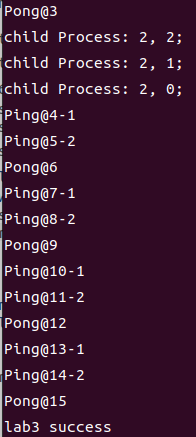 Pong@3
child Process: 2, 2;
child Process: 2, 1;
child Process: 2, 0;
Ping@4-1
Ping@5-2
Pong@6
Ping@7-1
Ping@8-2
Pong@9
Ping@10-1
Ping@11-2
Pong@12
Ping@13-1
Ping@14-2
Pong@15
lab3 success